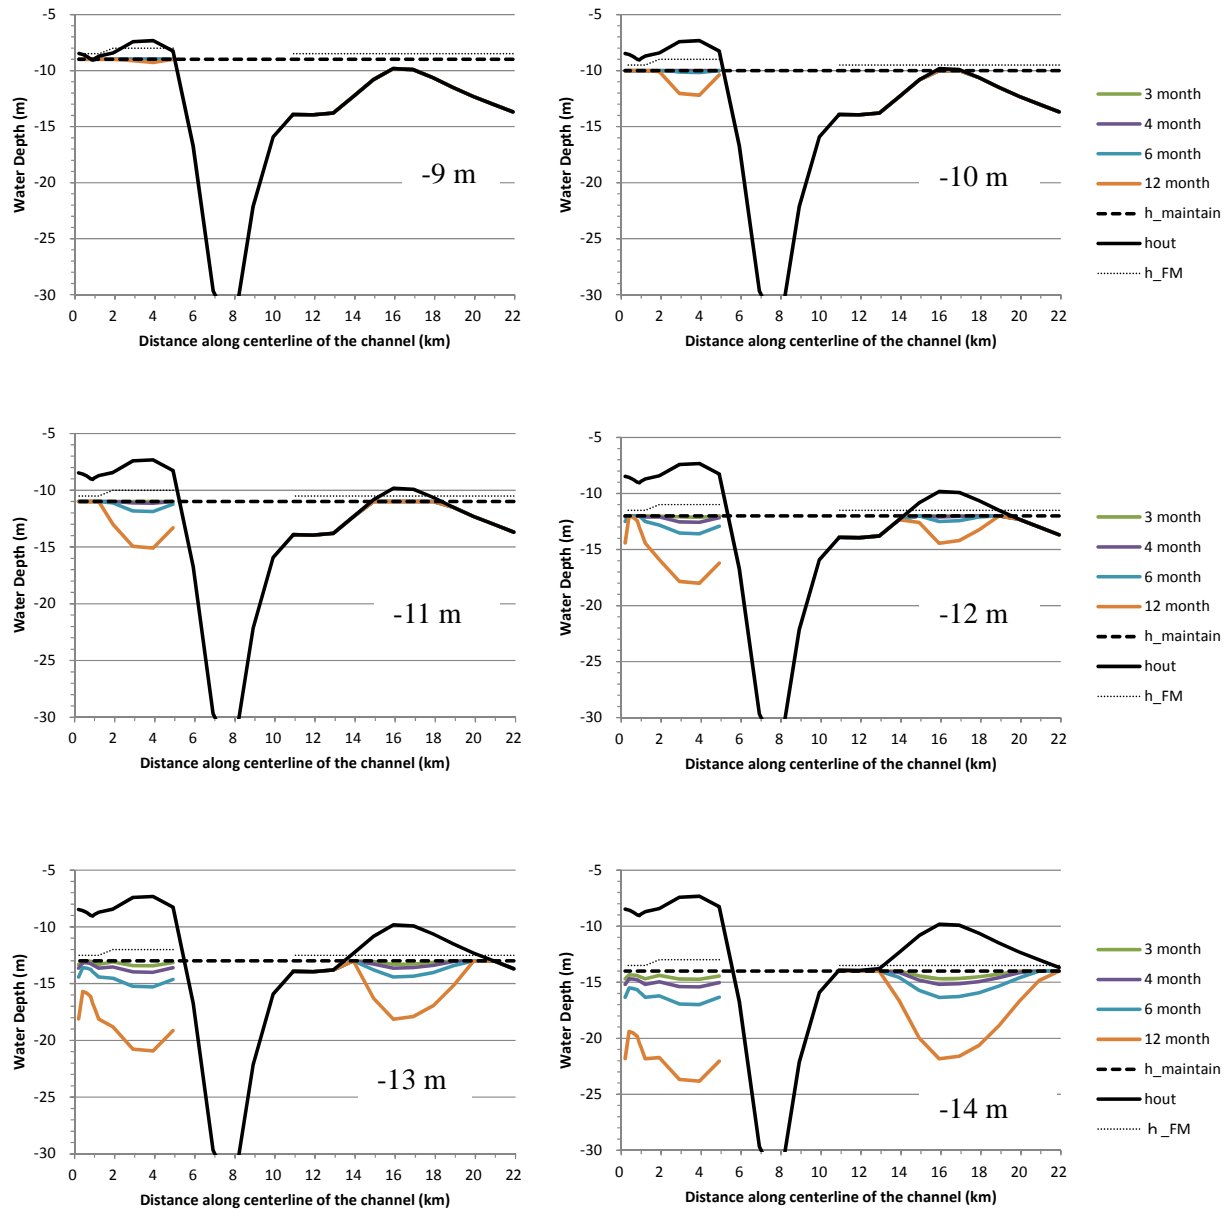 -5
-10
-15
-20
-25
-30
Water Depth (m)
0 2 4 6 8 10 12 14 16 18 20 22
Distance along centerline of the channel (km)
-9 m
-5
-10
-15
-20
-25
-30
Water Depth (m)
0 2 4 6 8 10 12 14 16 18 20 22
Distance along centerline of the channel (km)
-10 m
3 month
4 month
6 month
12 month
h_maintain
hout
h_FM
-5
-10
-15
-20
-25
-30
Water Depth (m)
0 2 4 6 8 10 12 14 16 18 20 22
Distance along centerline of the channel (km)
-11 m
-5
-10
-15
-20
-25
-30
Water Depth (m)
0 2 4 6 8 10 12 14 16 18 20 22
Distance along centerline of the channel (km)
-12 m
3 month
4 month
6 month
12 month
h_maintain
hout
h_FM
-5
-10
-15
-20
-25
-30
Water Depth (m)
0 2 4 6 8 10 12 14 16 18 20 22
Distance along centerline of the channel (km)
-13 m
-5
-10
-15
-20
-25
-30
Water Depth (m)
0 2 4 6 8 10 12 14 16 18 20 22
Distance along centerline of the channel (km)
-14 m
3 month
4 month
6 month
12 month
h_maintain
hout
h_FM